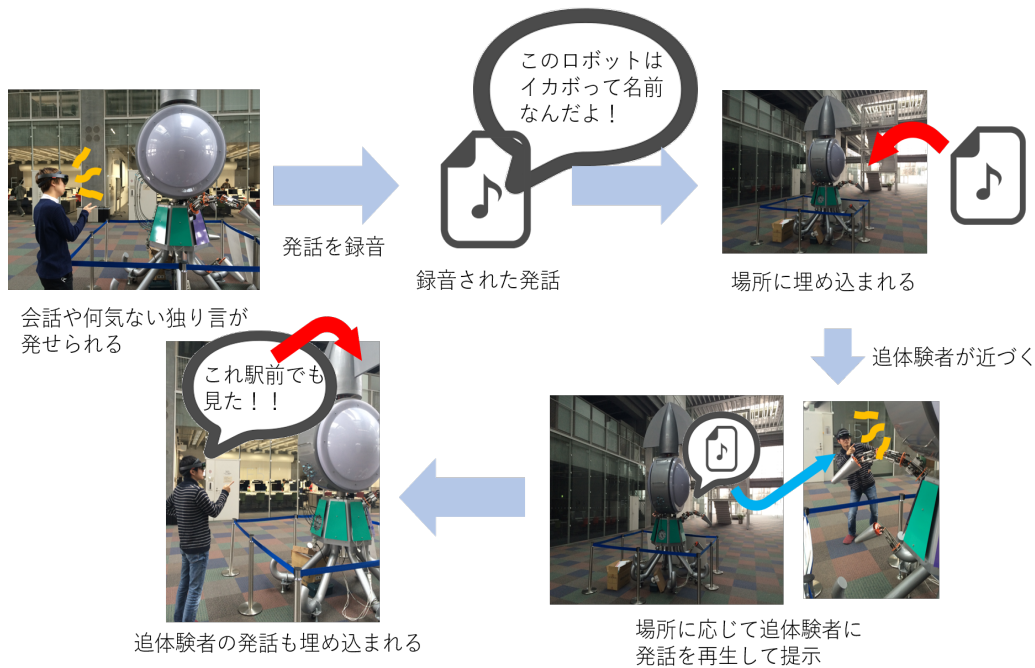 このロボットは
イカボって名前
なんだよ！
発話を録音
録音された発話
場所に埋め込まれる
会話や何気ない独り言が
発せられる
追体験者が近づく
これ駅前でも
見た！！
追体験者の発話も埋め込まれる
場所に応じて追体験者に
発話を再生して提示